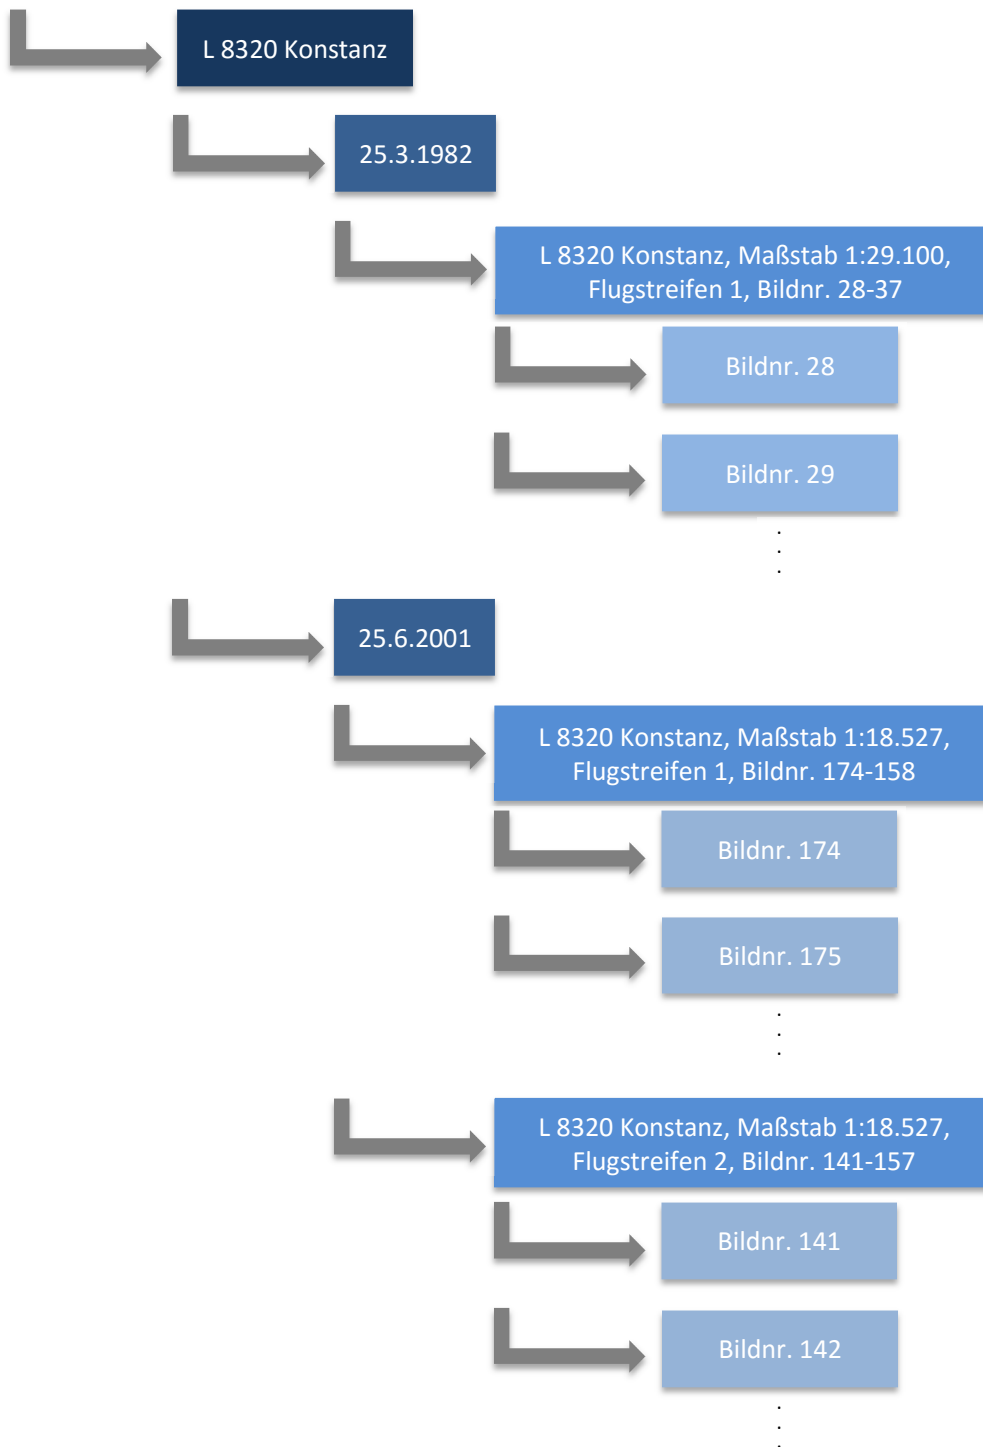 L 8320 Konstanz
25.3.1982
L 8320 Konstanz, Maßstab 1:29.100,
Flugstreifen 1, Bildnr. 28-37
Bildnr. 28
Bildnr. 29
.
.
.
25.6.2001
L 8320 Konstanz, Maßstab 1:18.527,
Flugstreifen 1, Bildnr. 174-158
Bildnr. 174
Bildnr. 175
.
.
.
L 8320 Konstanz, Maßstab 1:18.527,
Flugstreifen 2, Bildnr. 141-157
Bildnr. 141
Bildnr. 142
.
.
.